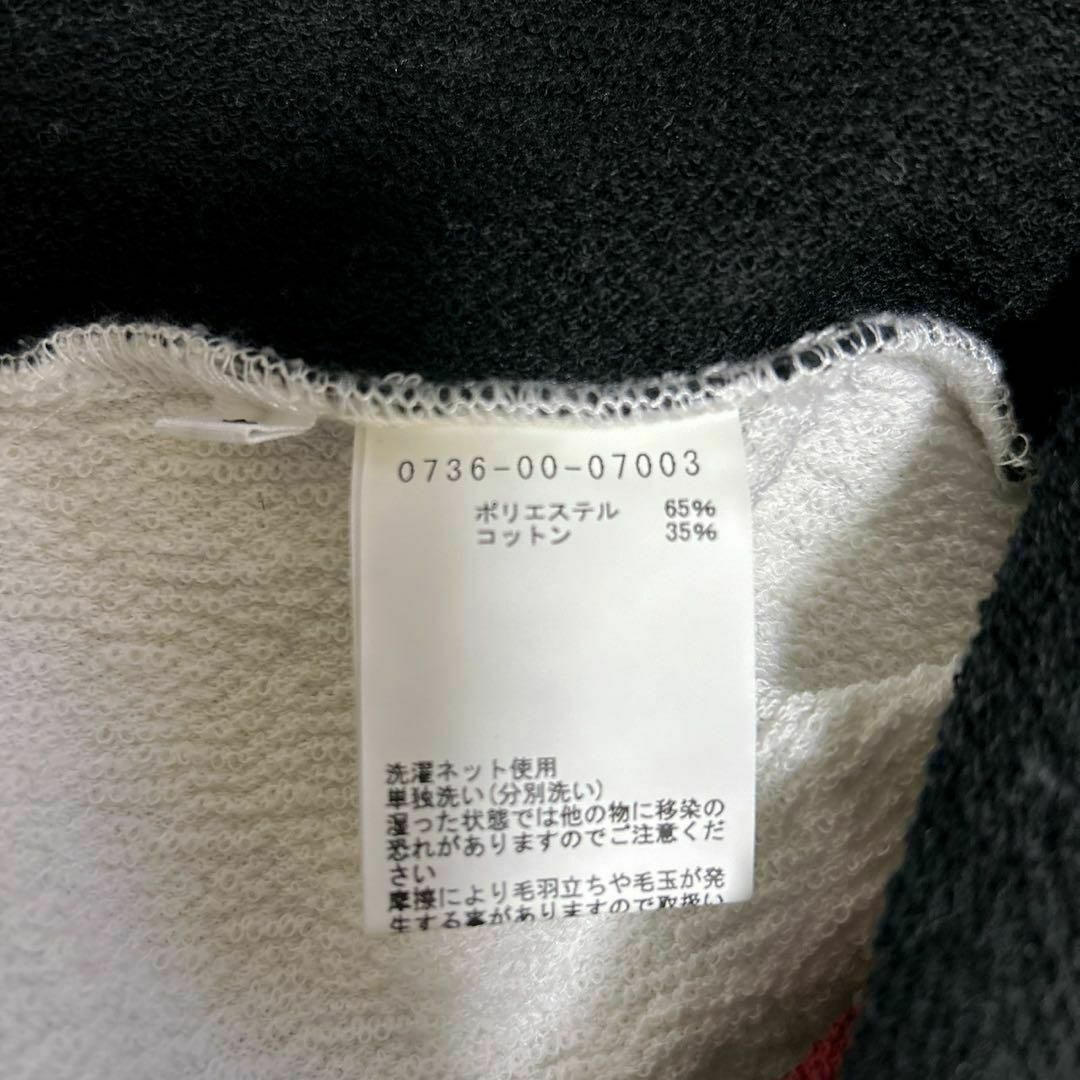 0736-00-07003
ポリエステル 65%
コットン 35%
洗濯ネット使用
単独洗い(分別洗い)
湿った状態では他の物に移染の
恐れがありますのでご注意くだ
さい
摩擦により毛羽立ちや毛玉が発
生する事がありますので取扱い